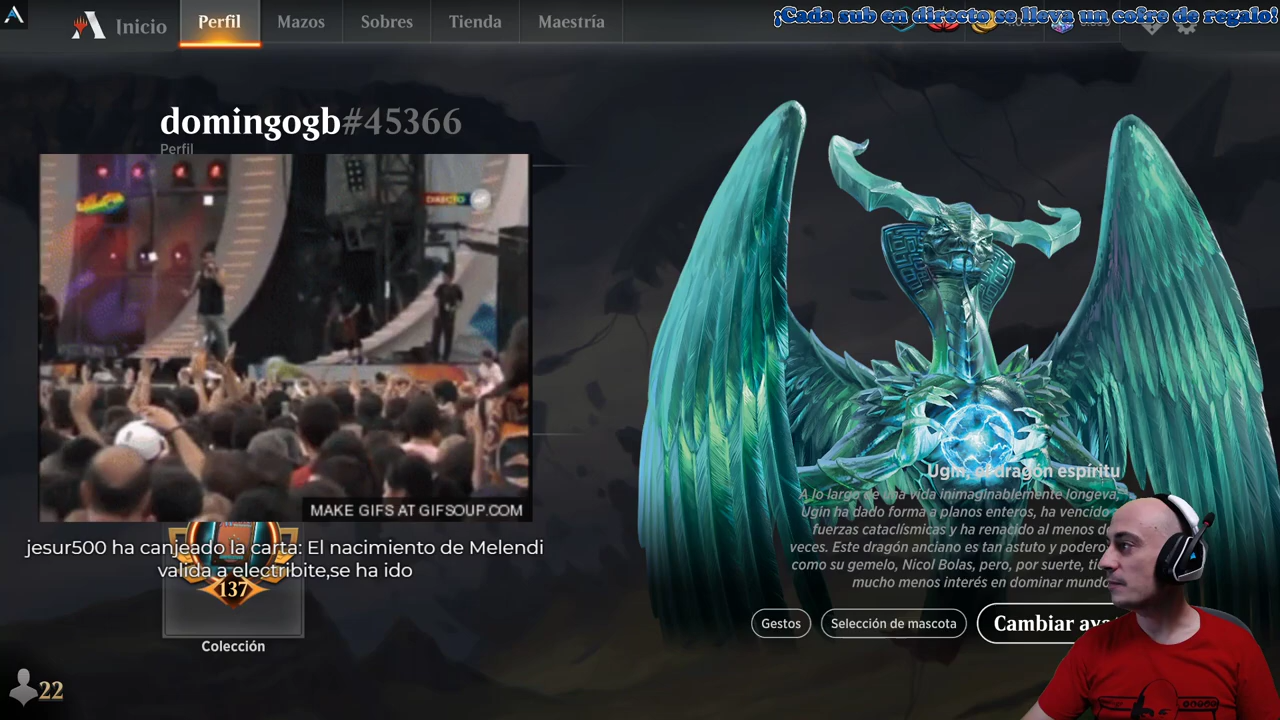 ¡Cada sub en directo se lleva un cofre de regalo!
Inicio
Perfil
Mazos
Sobres
Tienda
Maestría
domingogb#45366
Perfil
DIRECTO
MAKE GIFS AT GIFSOUP.COM
jesur500 ha canjeado la carta: El nacimiento de Melendi
valida a electribite,se ha ido
137
Colección
22
Ugin, el dragón espíritu
A lo largo de una vida inimaginablemente longeva,
Ugin ha dado forma a planos enteros, ha vencido a
fuerzas cataclísmicas y ha renacido al menos
veces. Este dragón anciano es tan astuto y
como su gemelo, Nicol Bolas, pero, por suerte,
mucho menos interés en dominar
Gestos
Selección de mascota
Cambiar